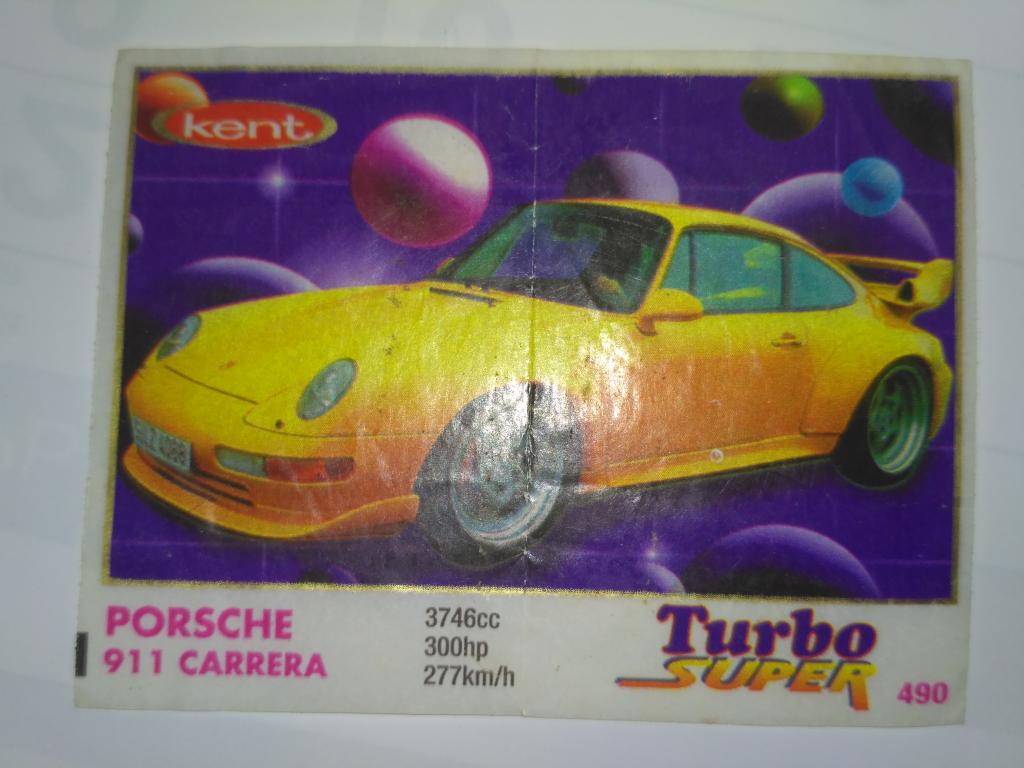 kent
PORSCHE
911 CARRERA
3746cc
300hp
277km/h
Turbo
SUPER
490